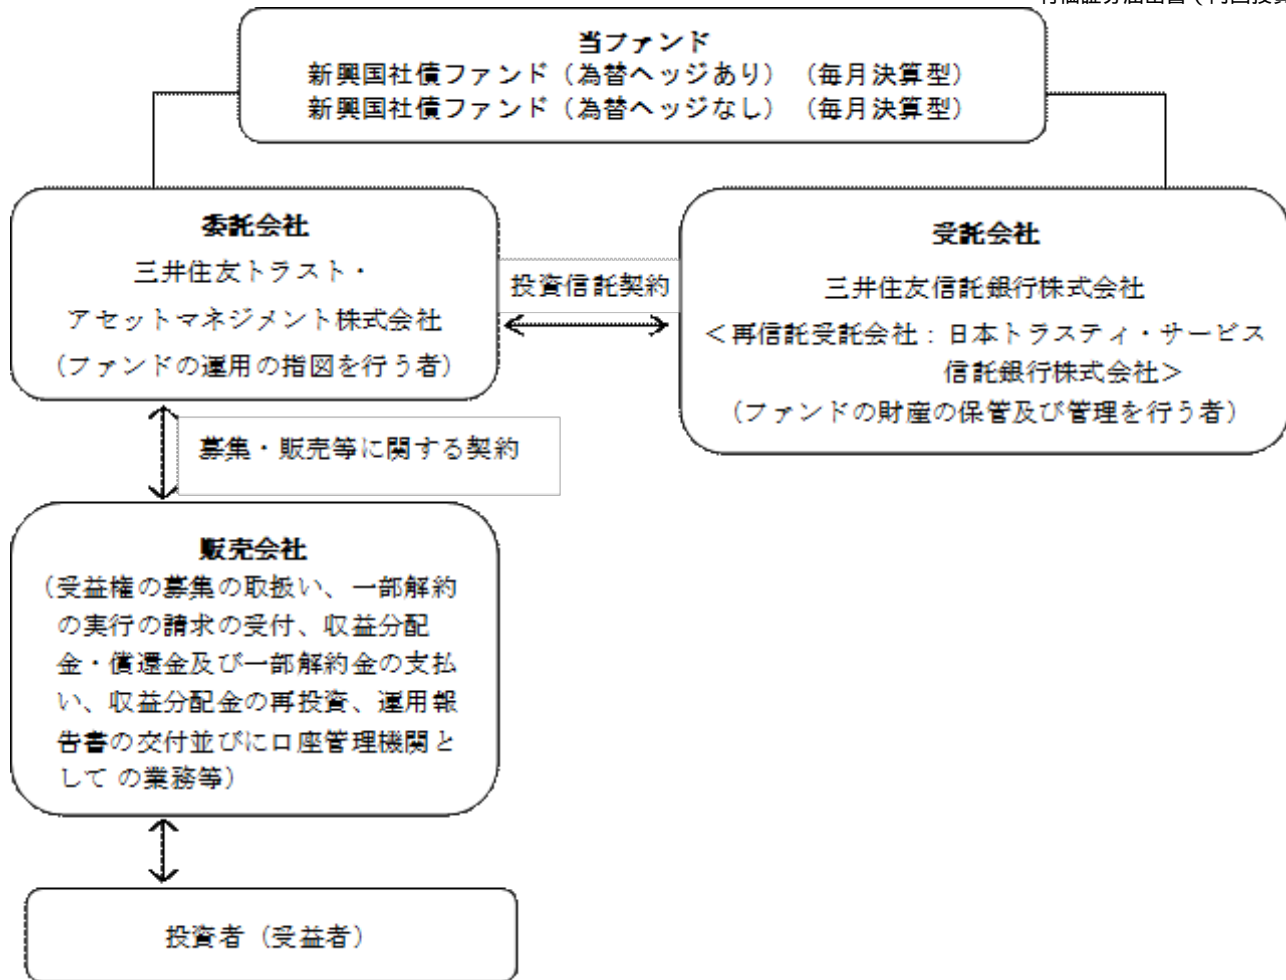 当ファンド
新興国社債ファンド（為替ヘッジあり）（毎月決算型）
新興国社債ファンド（為替ヘッジなし）（毎月決算型）
委託会社
三井住友トラスト・
アセットマネジメント株式会社
（ファンドの運用の指図を行う者）
投資信託契約
受託会社
三井住友信託銀行株式会社
＜再信託受託会社：日本トラスティ・サービス
信託銀行株式会社＞
（ファンドの財産の保管及び管理を行う者）
募集・販売等に関する契約
販売会社
（受益権の募集の取扱い、一部解約
の実行の請求の受付、収益分配
金・償還金及び一部解約金の支払
い、収益分配金の再投資、運用報
告書の交付並びに口座管理機関と
して の業務等）
投資者（受益者）